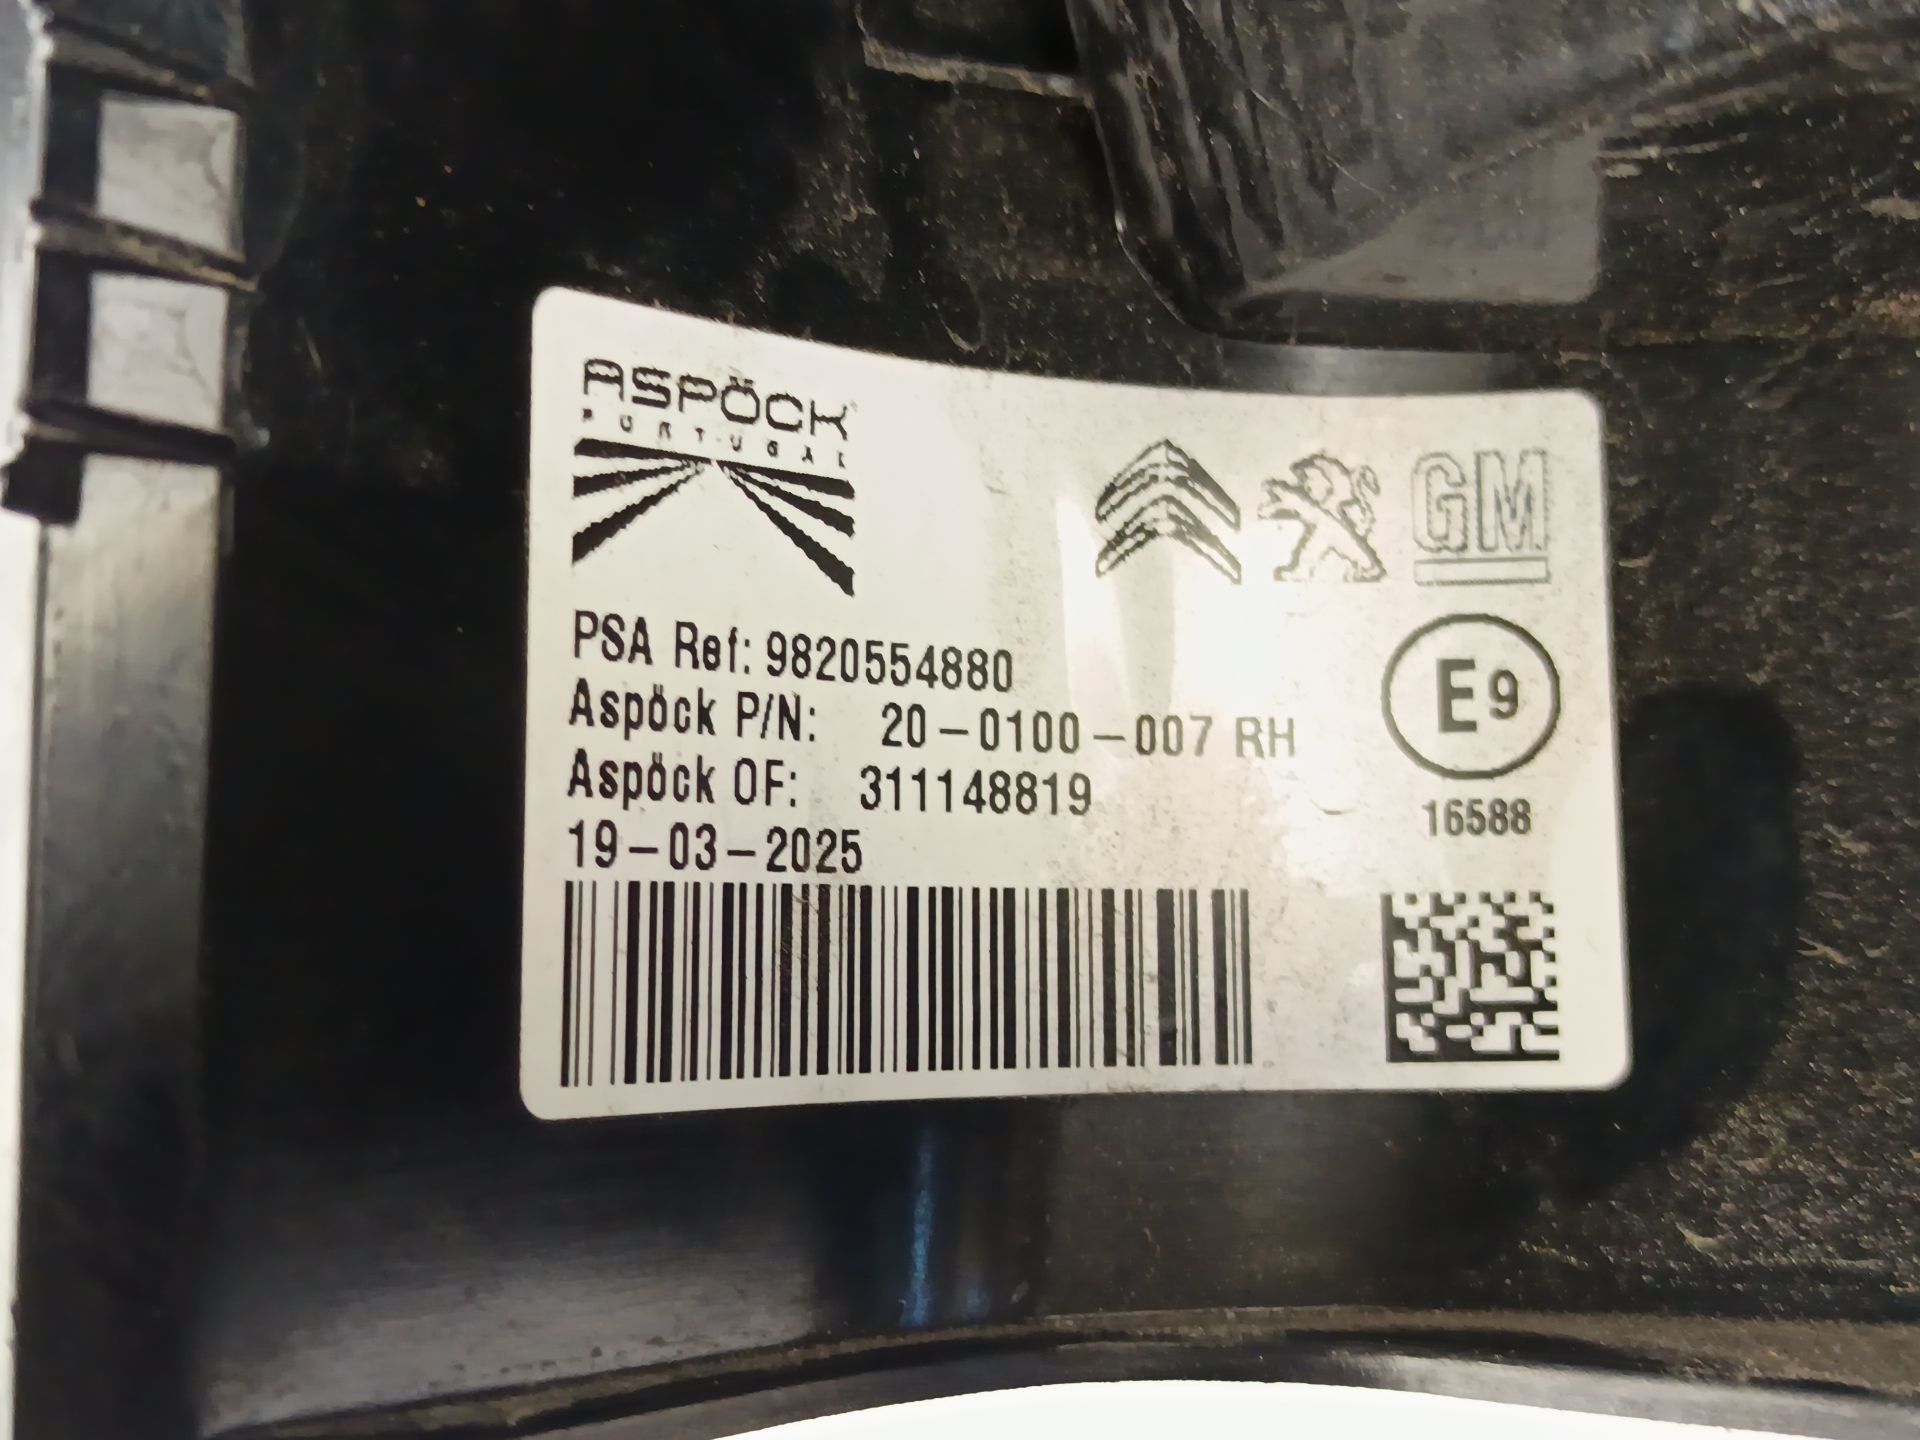 ASPÖCK
PORTUGAL
GM
PSA Ref: 9820554880
Aspöck P/N: 20-0100-007 RH
E9
Aspöck OF: 311148819
16588
19-03-2025